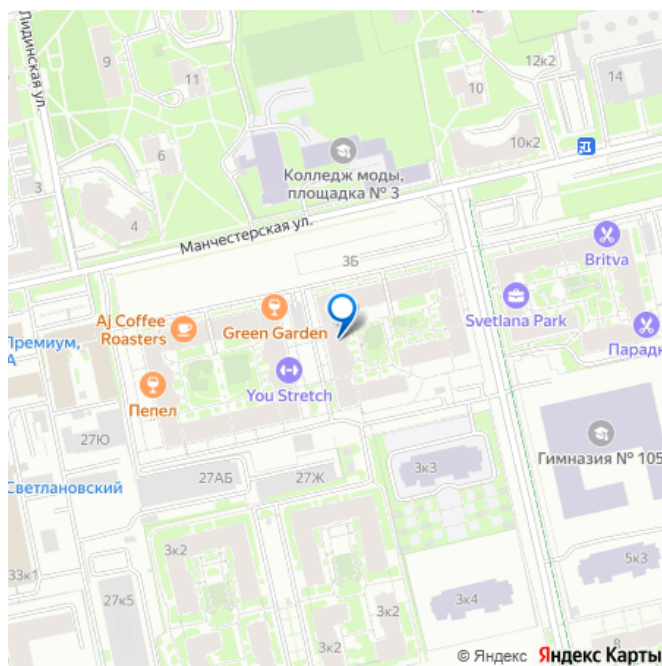 Лидинская ул.
9
11
10
12к2
14
10к2
6
Колледж моды,
площадка № 3
3
4
Манчестерская ул.
3Б
Britva
Aj Coffee
Roasters
Green Garden
Svetlana Park
Премиум,
А
Парадн
Пепел
You Stretch
27Ю
Гимназия № 105
27АБ
27Ж
3к3
Светлановский
3к2
33к1
27к5
5к3
3к4
3к2
3к2
8
© Яндекс Яндекс Карты